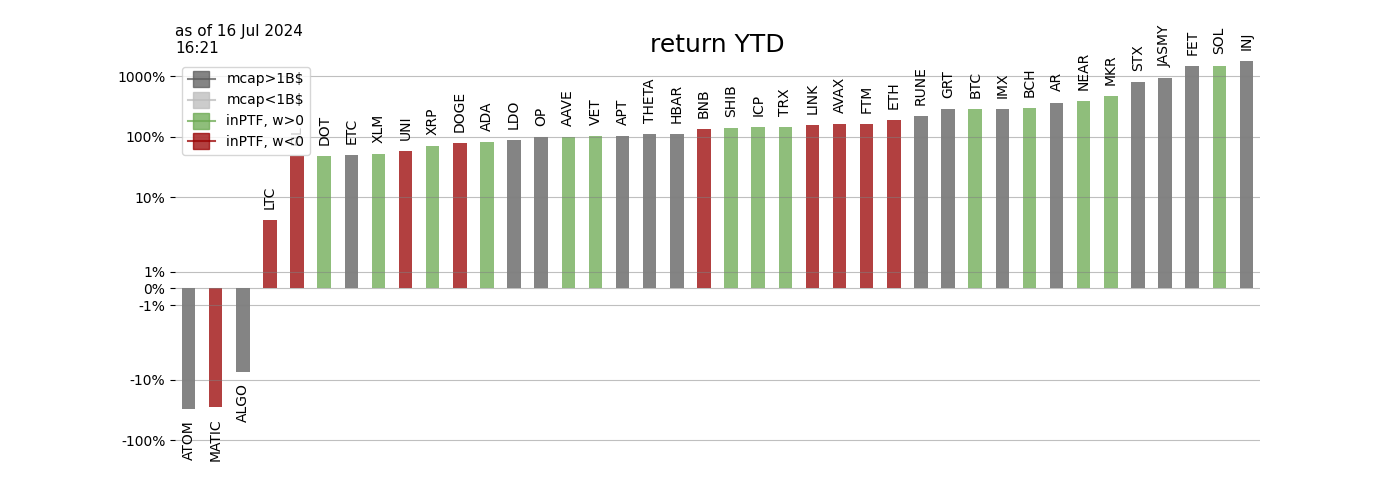 as of 16 Jul 2024
16:21
return YTD
mcap>1B$
mcap<1B$
inPTF, w>0
inPTF, w<0
1000%
100%
10%
1%
0%
-1%
-10%
-100%
ATOM
MATIC
ALGO
LTC
DOT
ETC
XLM
UNI
XRP
DOGE
ADA
LDO
OP
AAVE
VET
APT
THETA
HBAR
BNB
SHIB
ICP
TRX
LINK
AVAX
FTM
ETH
RUNE
GRT
BTC
IMX
BCH
AR
NEAR
MKR
STX
JASMY
FET
SOL
INJ